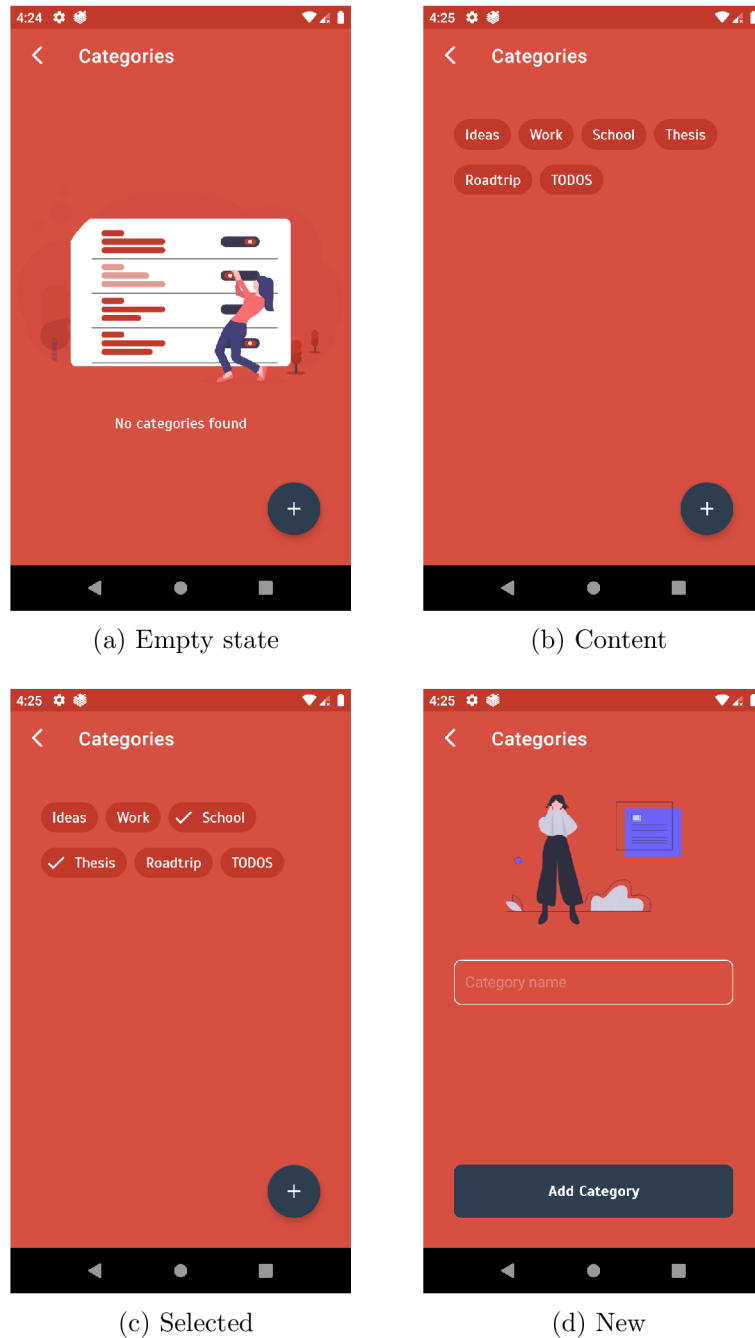 4:24
Categories
No categories found
+
(a) Empty state
4:25
Categories
Ideas Work School Thesis
Roadtrip TODOS
+
(b) Content
4:25
Categories
Ideas Work School
Thesis Roadtrip TODOS
+
(c) Selected
4:25
Categories
Category name
Add Category
(d) New